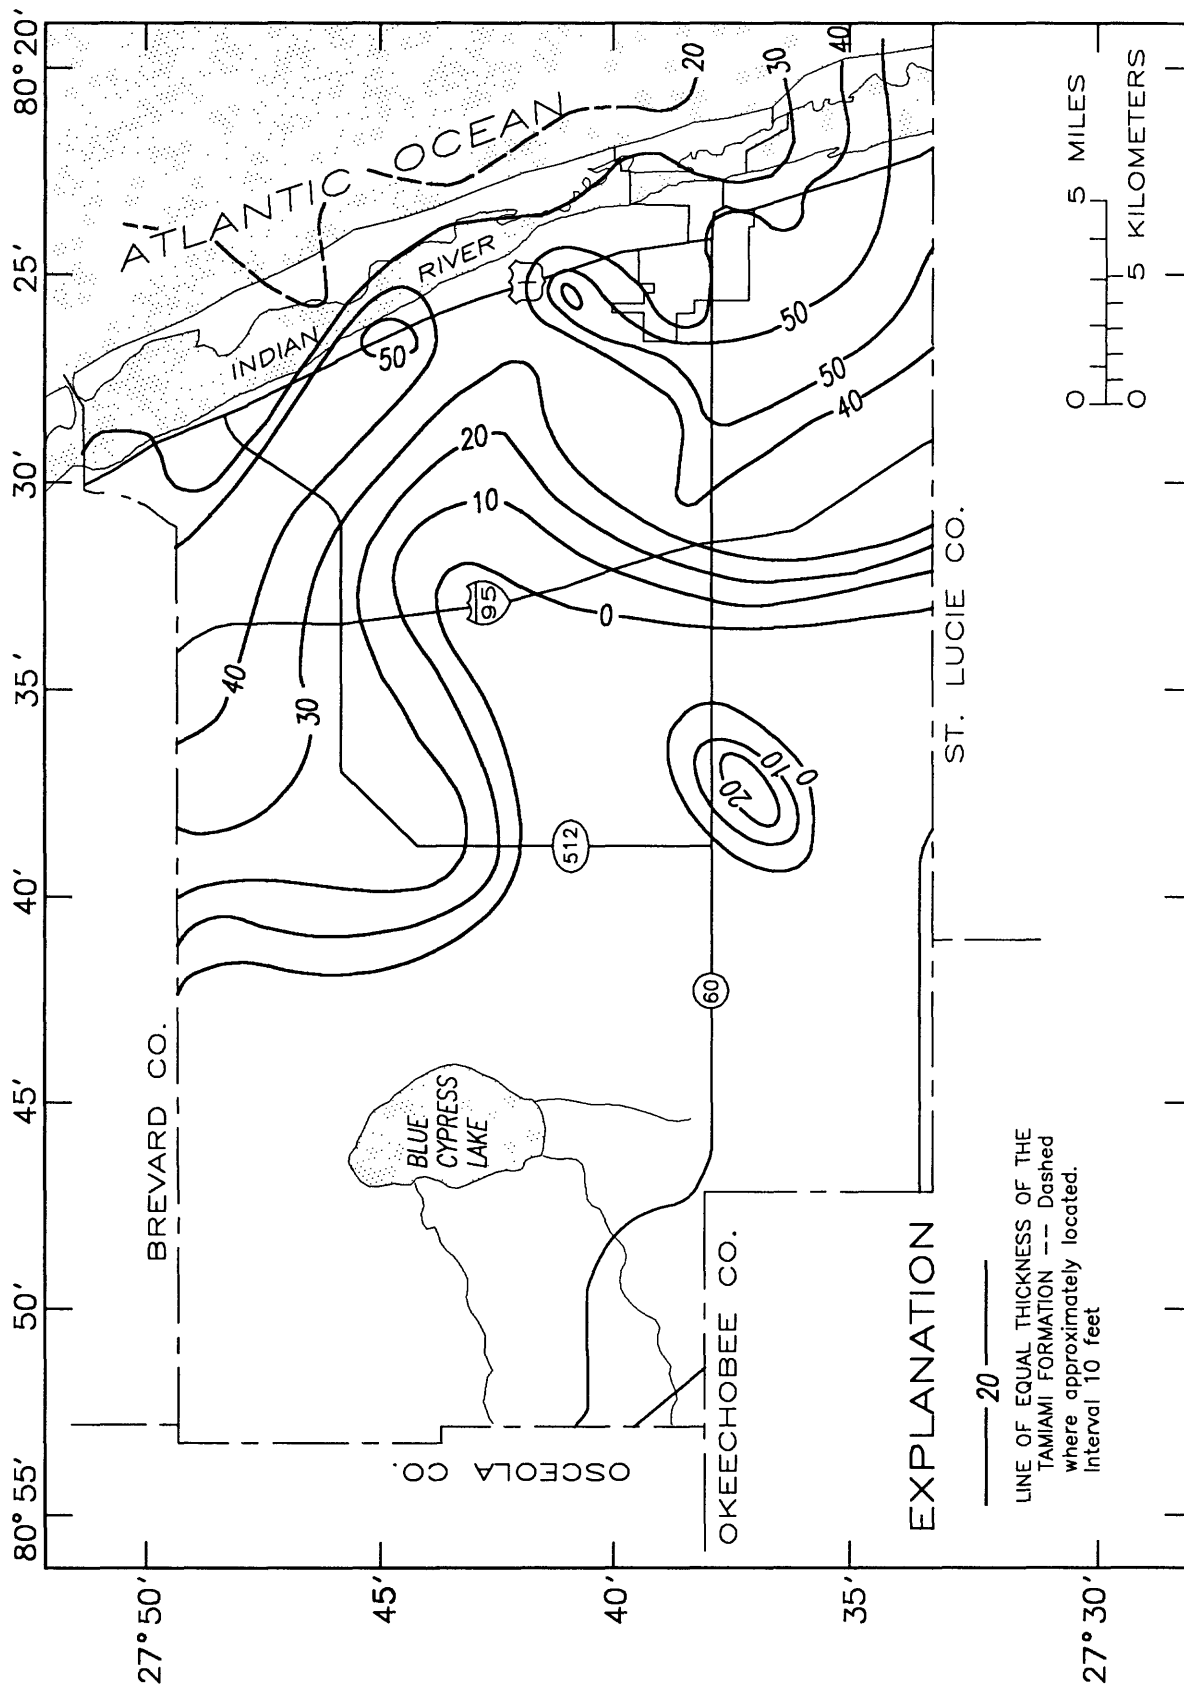 80° 55′
50′
45′
40′
35′
30′
25′
80° 20′
27° 50′
45′
40′
35′
27° 30′
BREVARD CO.
OSCEOLA CO.
OKEECHOBEE CO.
ST. LUCIE CO.
ATLANTIC OCEAN
INDIAN RIVER
BLUE
CYPRESS
LAKE
512
60
95
1
40
30
20
10
0
50
50
50
40
20
30
40
20
10
0
EXPLANATION
20
LINE OF EQUAL THICKNESS OF THE
TAMIAMI FORMATION -- Dashed
where approximately located.
Interval 10 feet
0 5 MILES
0 5 KILOMETERS